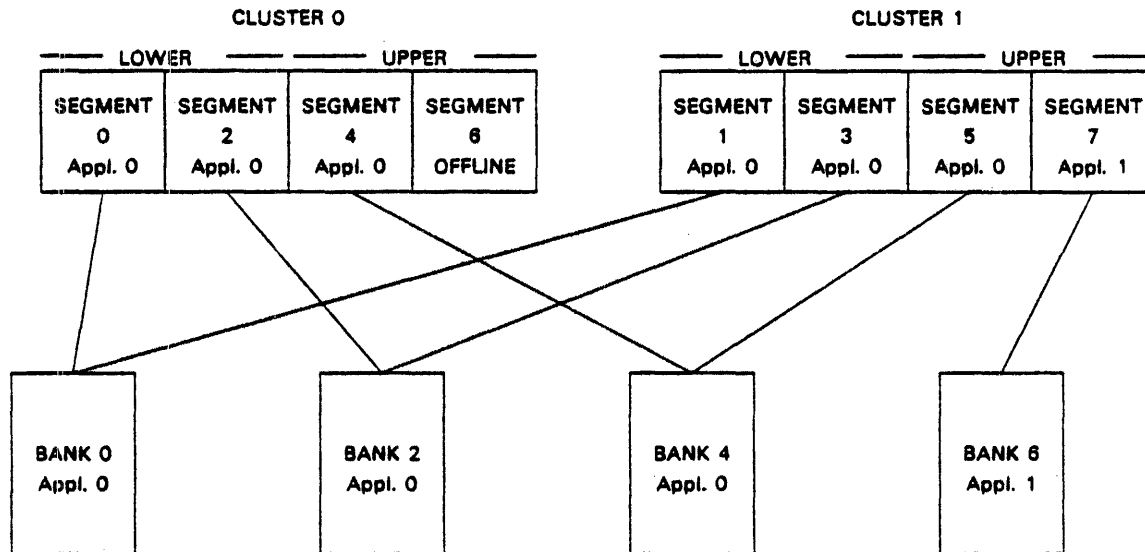 CLUSTER 0
CLUSTER 1
LOWER
UPPER
LOWER
UPPER
SEGMENT
0
Appl. 0
SEGMENT
2
Appl. 0
SEGMENT
4
Appl. 0
SEGMENT
6
OFFLINE
SEGMENT
1
Appl. 0
SEGMENT
3
Appl. 0
SEGMENT
5
Appl. 0
SEGMENT
7
Appl. 1
BANK 0
Appl. 0
BANK 2
Appl. 0
BANK 4
Appl. 0
BANK 6
Appl. 1